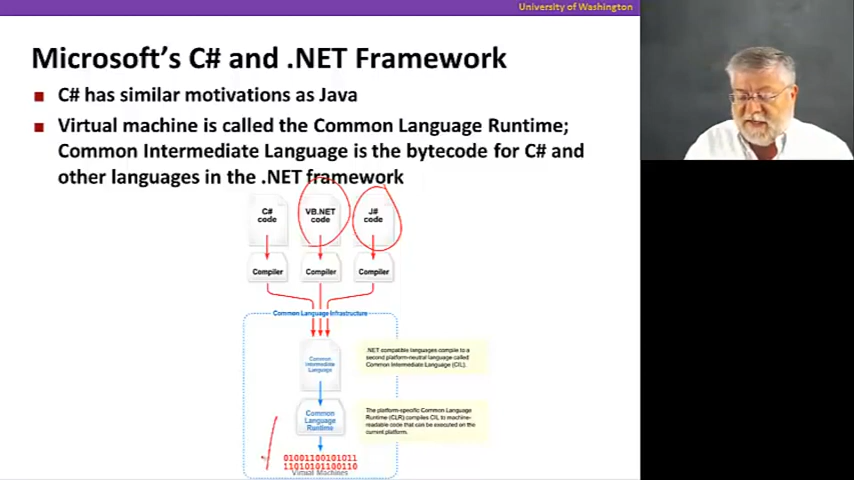 University of Washington
Microsoft's C# and .NET Framework
C# has similar motivations as Java
Virtual machine is called the Common Language Runtime;
Common Intermediate Language is the bytecode for C# and
other languages in the .NET framework
C#
code
VB.NET
code
J#
code
Compiler
Compiler
Compiler
Common Language Infrastructure
Common
Intermediate
Language
.NET compatible languages compile to a
second platform-neutral language called
Common Intermediate Language (CIL).
Common
Language
Runtime
The platform-specific Common Language
Runtime (CLR) compiles CIL to machine-
readable code that can be executed on the
current platform.
01001100101011
11010101100110
Virtual Machines